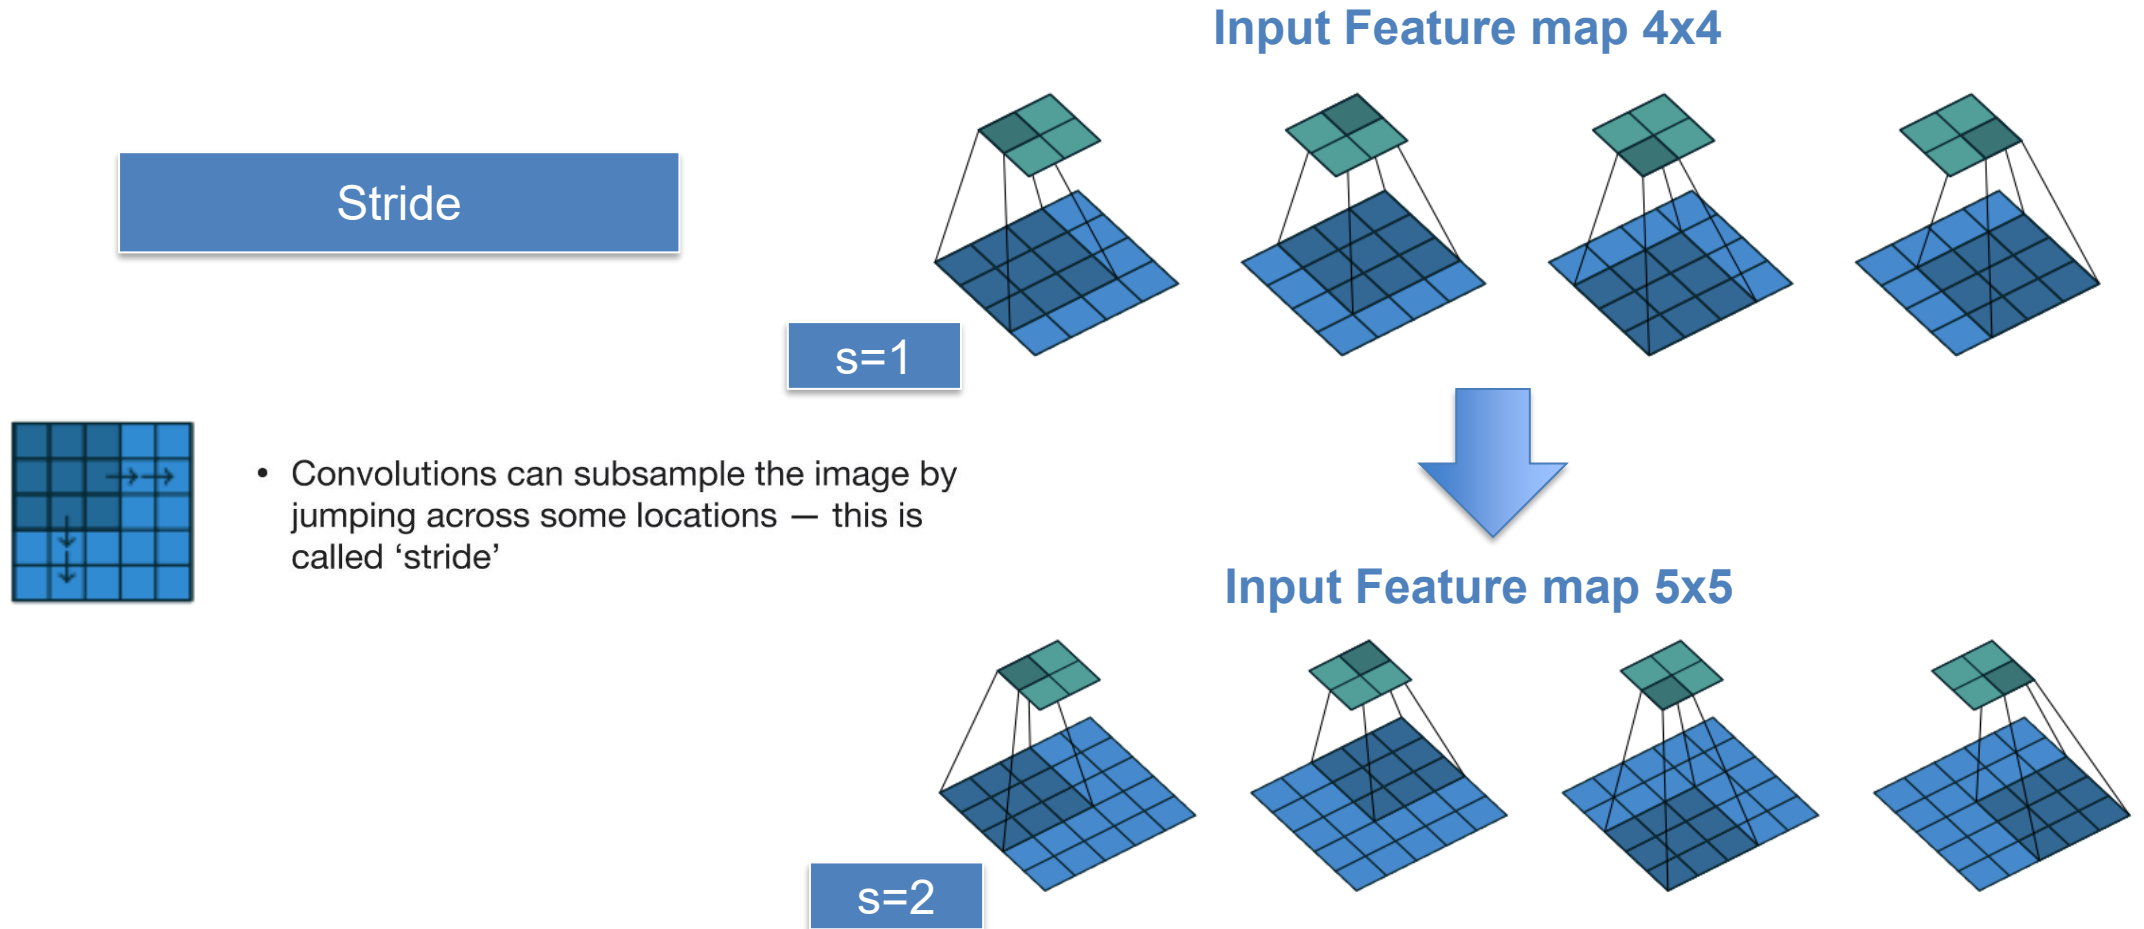 Input Feature map 4x4
Stride
s=1
• Convolutions can subsample the image by
jumping across some locations — this is
called ‘stride’
Input Feature map 5x5
s=2